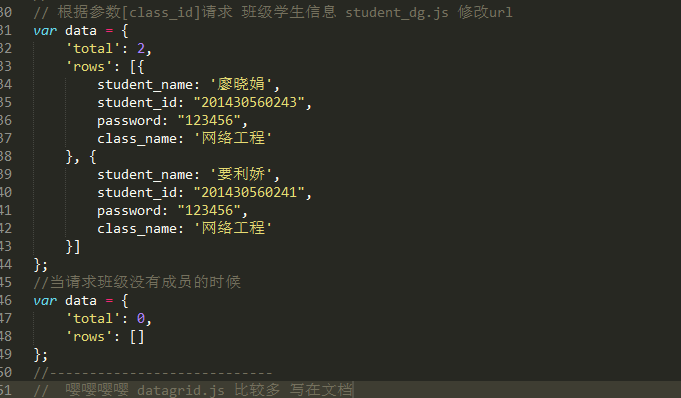 30 // 根据参数[class_id]请求 班级学生信息 student_dg.js 修改url
31 var data = {
32 'total': 2,
33 'rows': [{
34 student_name: '廖晓娟',
35 student_id: "201430560243",
36 password: "123456",
37 class_name: '网络工程'
38 }, {
39 student_name: '要利娇',
40 student_id: "201430560241",
41 password: "123456",
42 class_name: '网络工程'
43 }]
44 };
45 //当请求班级没有成员的时候
46 var data = {
47 'total': 0,
48 'rows': []
49 };
50 //----------------------------
51 // 嘤嘤嘤嘤 datagrid.js 比较多 写在文档